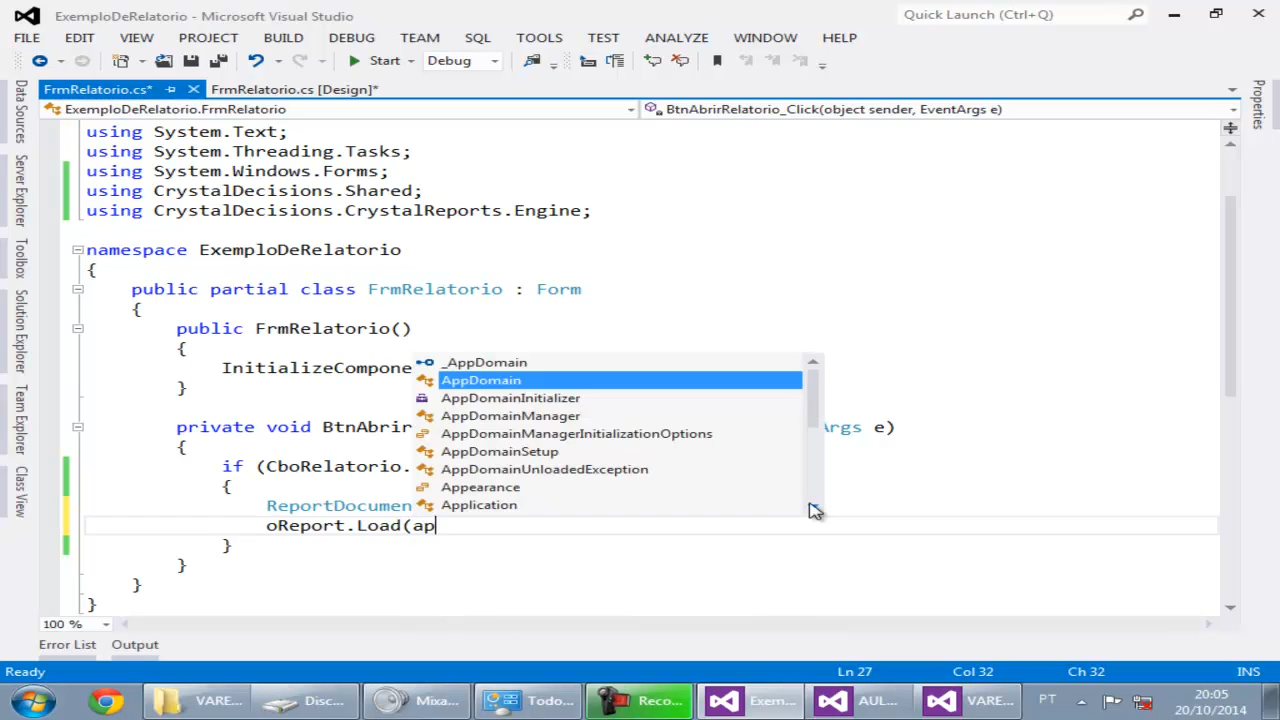 ExemploDeRelatorio - Microsoft Visual Studio
Quick Launch (Ctrl+Q)
FILE EDIT VIEW PROJECT BUILD DEBUG TEAM SQL TOOLS TEST ANALYZE WINDOW HELP
Start Debug
FrmRelatorio.cs* FrmRelatorio.cs [Design]*
ExemploDeRelatorio.FrmRelatorio BtnAbrirRelatorio_Click(object sender, EventArgs e)
Data Sources
Server Explorer
Toolbox
Solution Explorer
Team Explorer
Class View
Properties
using System.Text;
using System.Threading.Tasks;
using System.Windows.Forms;
using CrystalDecisions.Shared;
using CrystalDecisions.CrystalReports.Engine;
namespace ExemploDeRelatorio
{
public partial class FrmRelatorio : Form
{
public FrmRelatorio()
{
InitializeCompone
}
private void BtnAbrir Args e)
{
if (CboRelatorio.
{
ReportDocumen
oReport.Load(ap
}
}
}
}
_AppDomain
AppDomain
AppDomainInitializer
AppDomainManager
AppDomainManagerInitializationOptions
AppDomainSetup
AppDomainUnloadedException
Appearance
Application
100 %
Error List Output
Ready Ln 27 Col 32 Ch 32 INS
VARE... Disc... Mixa... Todo... Reco... Exem... AUL... VARE... PT 20:05
20/10/2014